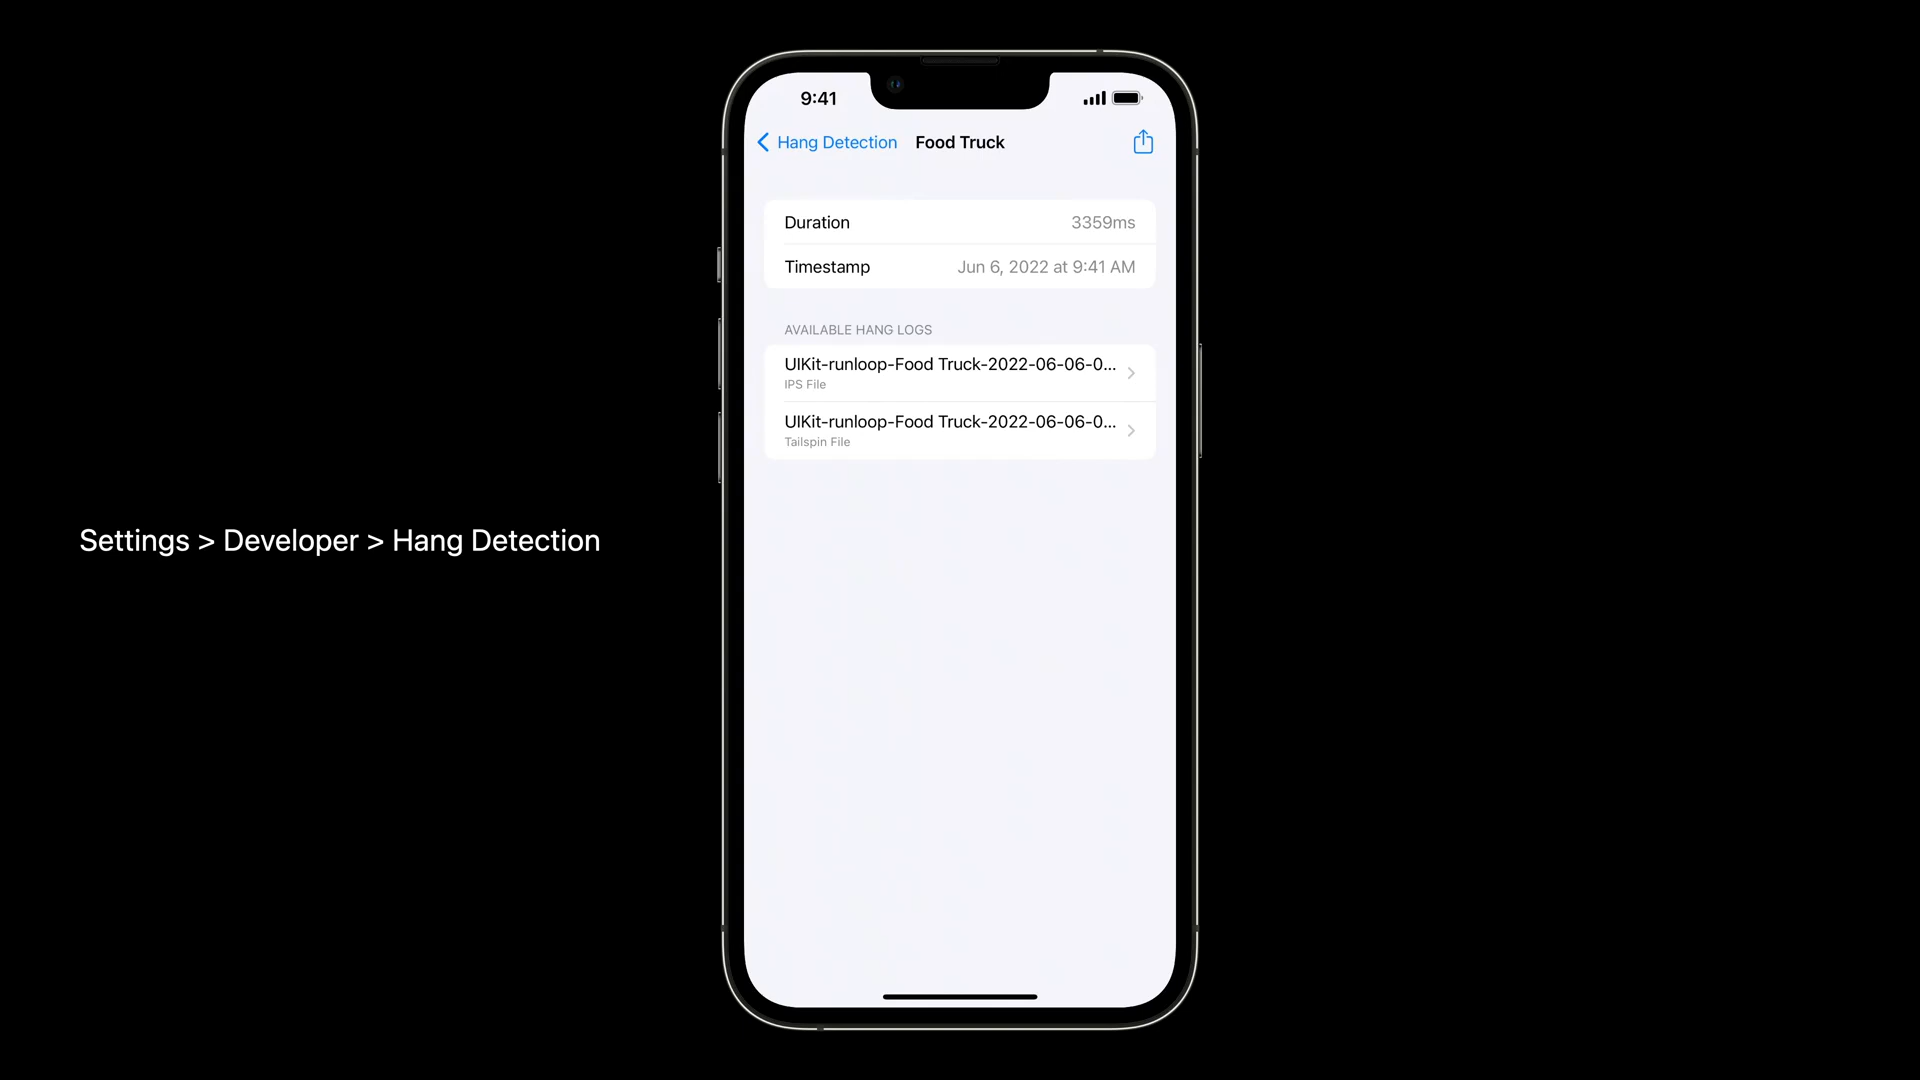 9:41
Hang Detection Food Truck
Duration 3359ms
Timestamp Jun 6, 2022 at 9:41 AM
AVAILABLE HANG LOGS
UIKit-runloop-Food Truck-2022-06-06-0...
IPS File
UIKit-runloop-Food Truck-2022-06-06-0...
Tailspin File
Settings > Developer > Hang Detection